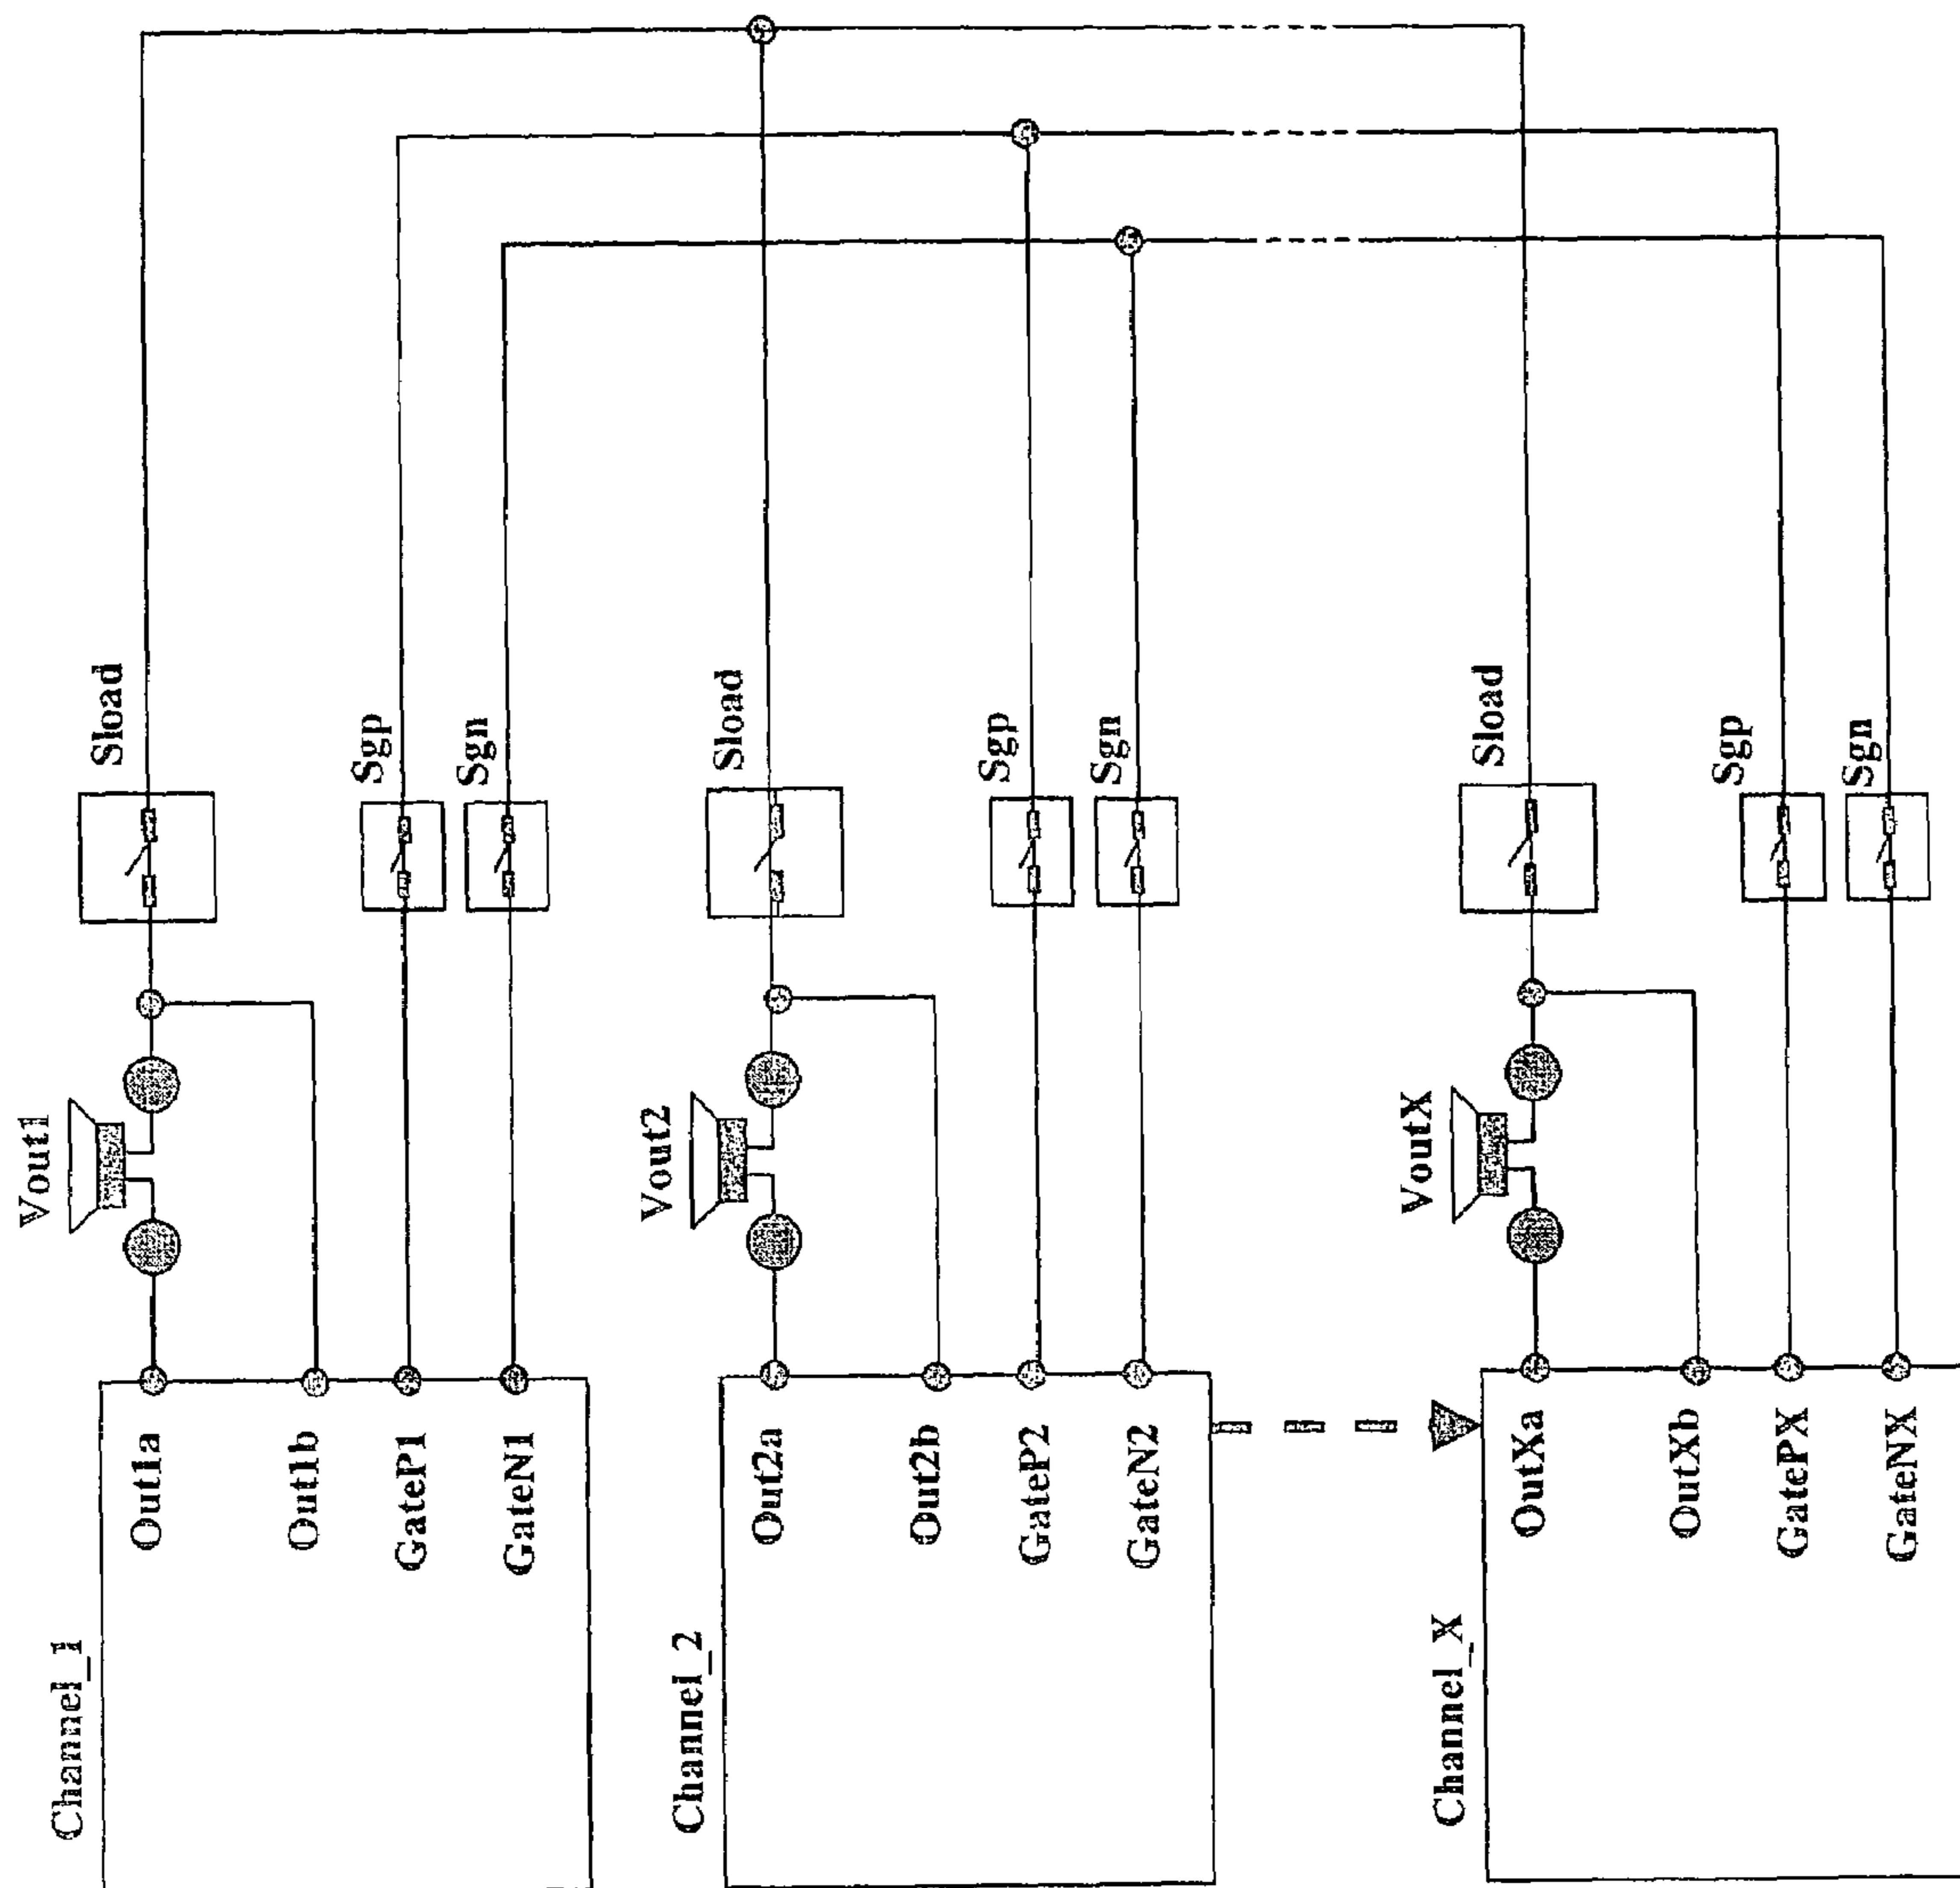 Channel_1
Out1a
Out1b
GateP1
GateN1
Vout1
Sload
Sgp
Sgn
Channel_2
Out2a
Out2b
GateP2
GateN2
Vout2
Sload
Sgp
Sgn
Channel_X
OutXa
OutXb
GatePX
GateNX
VoutX
Sload
Sgp
Sgn